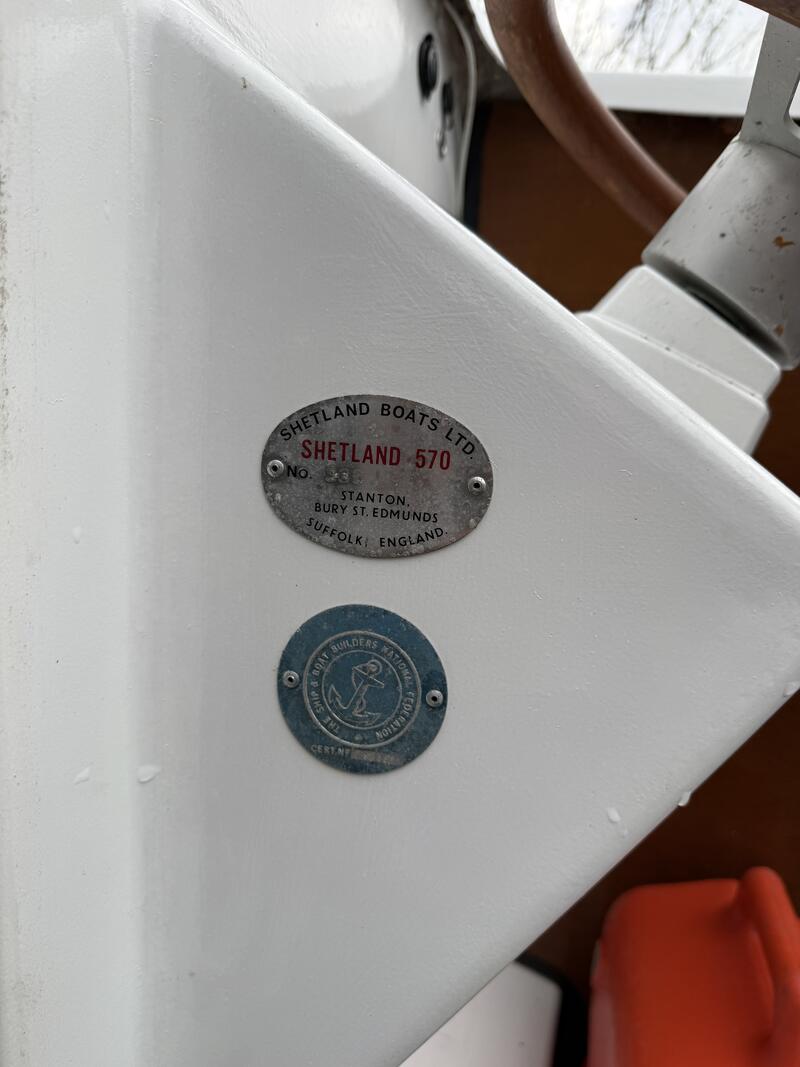 SHETLAND BOATS LTD.
SHETLAND 570
No.
STANTON,
BURY ST. EDMUNDS
SUFFOLK, ENGLAND.
THE SHIP & BOAT BUILDERS NATIONAL FEDERATION
CERT. Nº